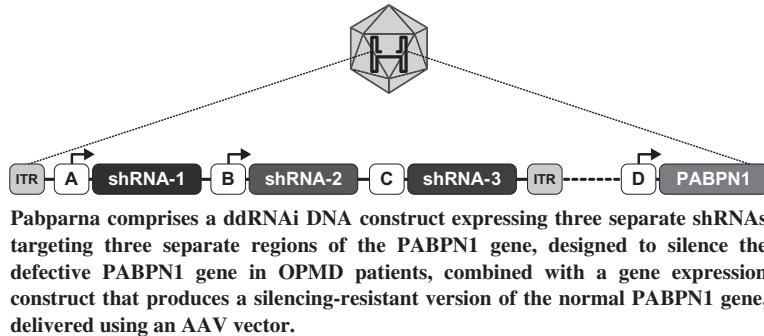 ITR A shRNA-1 B shRNA-2 C shRNA-3 ITR D PABPN1
Pabparna comprises a ddRNAi DNA construct expressing three separate shRNAs
targeting three separate regions of the PABPN1 gene, designed to silence the
defective PABPN1 gene in OPMD patients, combined with a gene expression
construct that produces a silencing-resistant version of the normal PABPN1 gene,
delivered using an AAV vector.